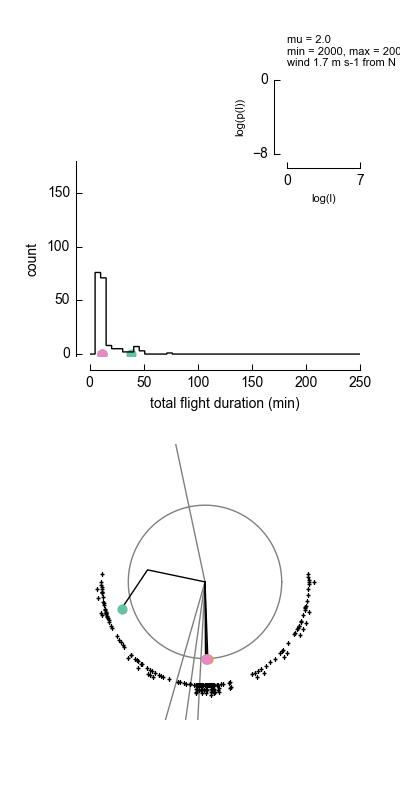 mu = 2.0
min = 2000, max = 200
wind 1.7 m s-1 from N
0
log(p(l))
−8
0
7
log(l)
150
100
50
0
count
0
50
100
150
200
250
total flight duration (min)